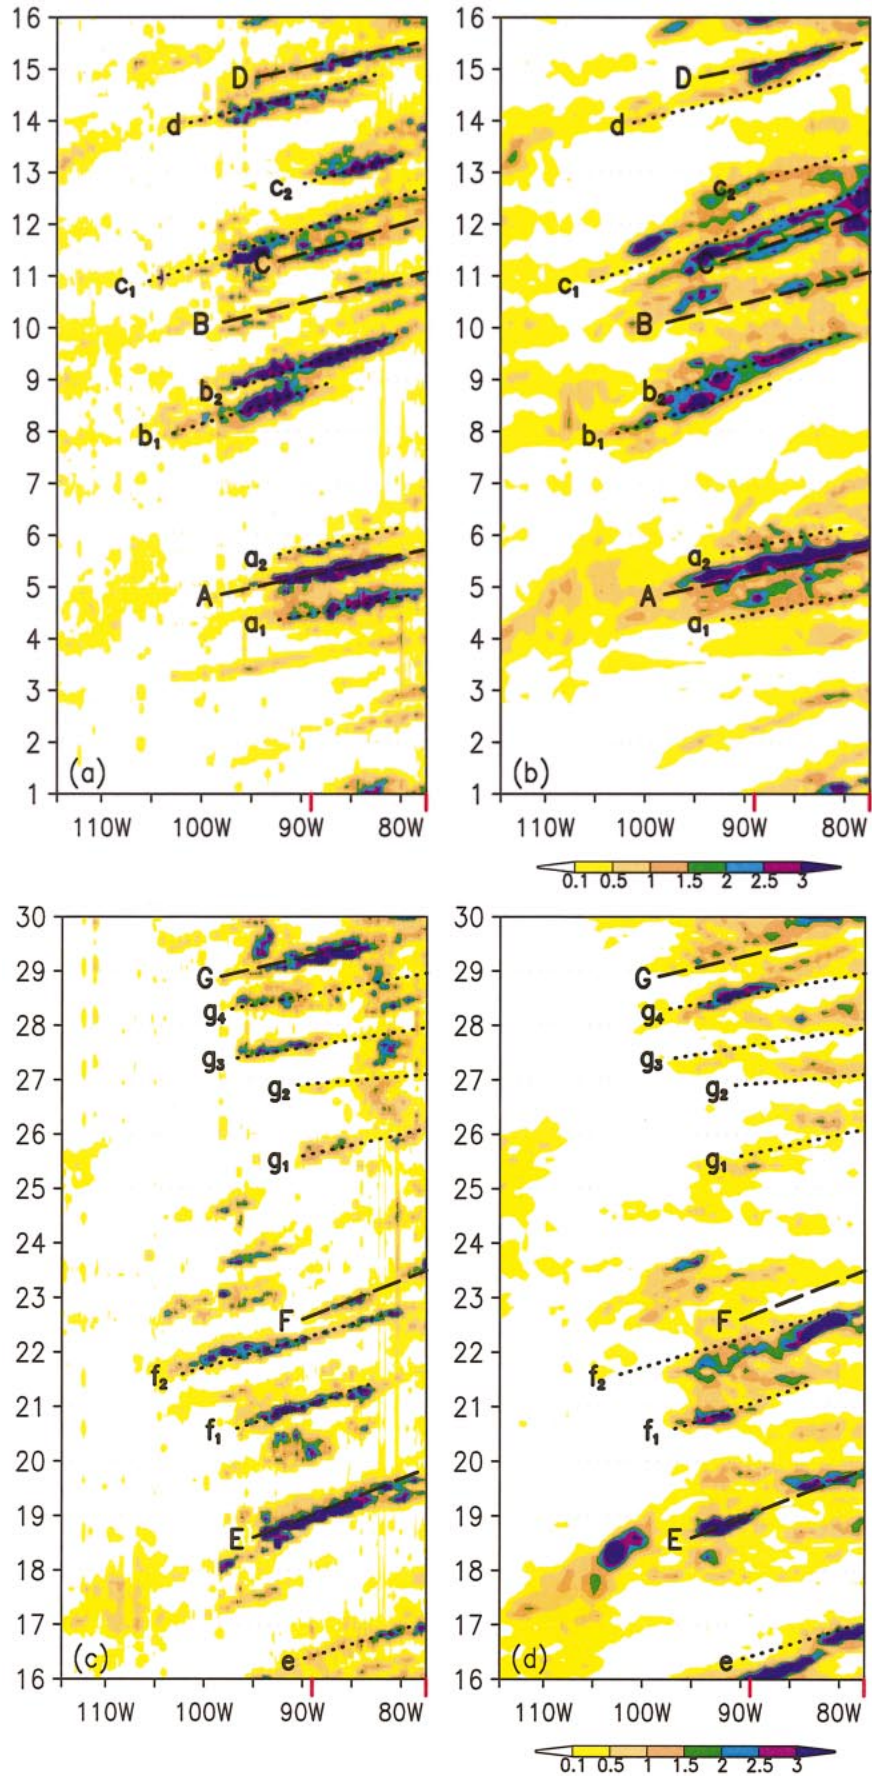 16 16
15 D 15 D
14 d 14 d
13 c₂ 13 c₂
12 12
11 c₁ C 11 c₁ C
10 B 10 B
9 b₂ 9 b₂
8 b₁ 8 b₁
7 7
6 a₂ 6 a₂
5 A 5 A
4 a₁ 4 a₁
3 3
2 2
1 (a) 1 (b)
110W 100W 90W 80W 110W 100W 90W 80W
0.1 0.5 1 1.5 2 2.5 3
30 30
29 G 29 G
28 g₄ 28 g₄
27 g₃ 27 g₃
26 g₂ 26 g₂
25 g₁ 25 g₁
24 24
23 F 23 F
22 f₂ 22 f₂
21 f₁ 21 f₁
20 20
19 E 19 E
18 18
17 17
16 (c) e 16 (d) e
110W 100W 90W 80W 110W 100W 90W 80W
0.1 0.5 1 1.5 2 2.5 3